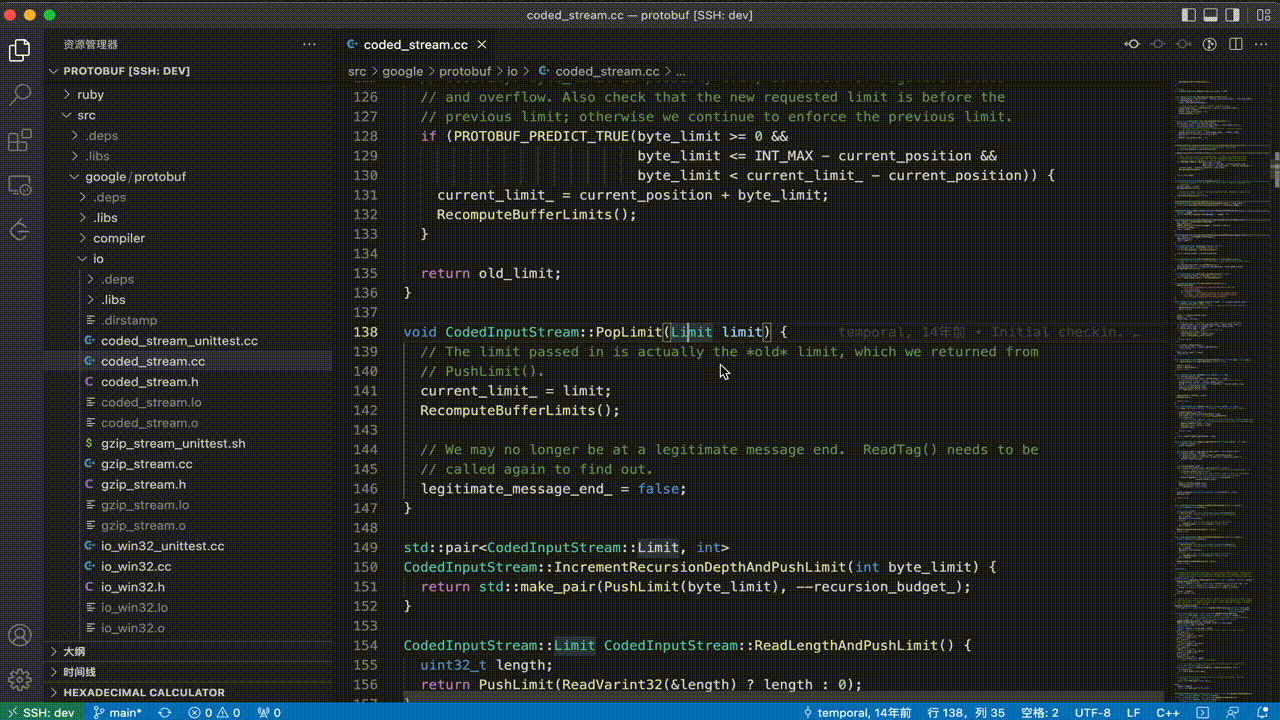 coded_stream.cc — protobuf [SSH: dev]
资源管理器
PROTOBUF [SSH: DEV]
ruby
src
.deps
.libs
google/protobuf
.deps
.libs
compiler
io
.deps
.libs
.dirstamp
coded_stream_unittest.cc
coded_stream.cc
coded_stream.h
coded_stream.lo
coded_stream.o
gzip_stream_unittest.sh
gzip_stream.cc
gzip_stream.h
gzip_stream.lo
gzip_stream.o
io_win32_unittest.cc
io_win32.cc
io_win32.h
io_win32.lo
io_win32.o
大纲
时间线
HEXADECIMAL CALCULATOR
coded_stream.cc
src > google > protobuf > io > coded_stream.cc > ...
126 // and overflow. Also check that the new requested limit is before the
127 // previous limit; otherwise we continue to enforce the previous limit.
128 if (PROTOBUF_PREDICT_TRUE(byte_limit >= 0 &&
129 byte_limit <= INT_MAX - current_position &&
130 byte_limit < current_limit_ - current_position)) {
131 current_limit_ = current_position + byte_limit;
132 RecomputeBufferLimits();
133 }
134
135 return old_limit;
136 }
137
138 void CodedInputStream::PopLimit(Limit limit) { temporal, 14年前 • Initial checkin. …
139 // The limit passed in is actually the *old* limit, which we returned from
140 // PushLimit().
141 current_limit_ = limit;
142 RecomputeBufferLimits();
143
144 // We may no longer be at a legitimate message end.  ReadTag() needs to be
145 // called again to find out.
146 legitimate_message_end_ = false;
147 }
148
149 std::pair<CodedInputStream::Limit, int>
150 CodedInputStream::IncrementRecursionDepthAndPushLimit(int byte_limit) {
151 return std::make_pair(PushLimit(byte_limit), --recursion_budget_);
152 }
153
154 CodedInputStream::Limit CodedInputStream::ReadLengthAndPushLimit() {
155 uint32_t length;
156 return PushLimit(ReadVarint32(&length) ? length : 0);
SSH: dev main* 0 0 0 temporal, 14年前 行 138, 列 35 空格: 2 UTF-8 LF C++